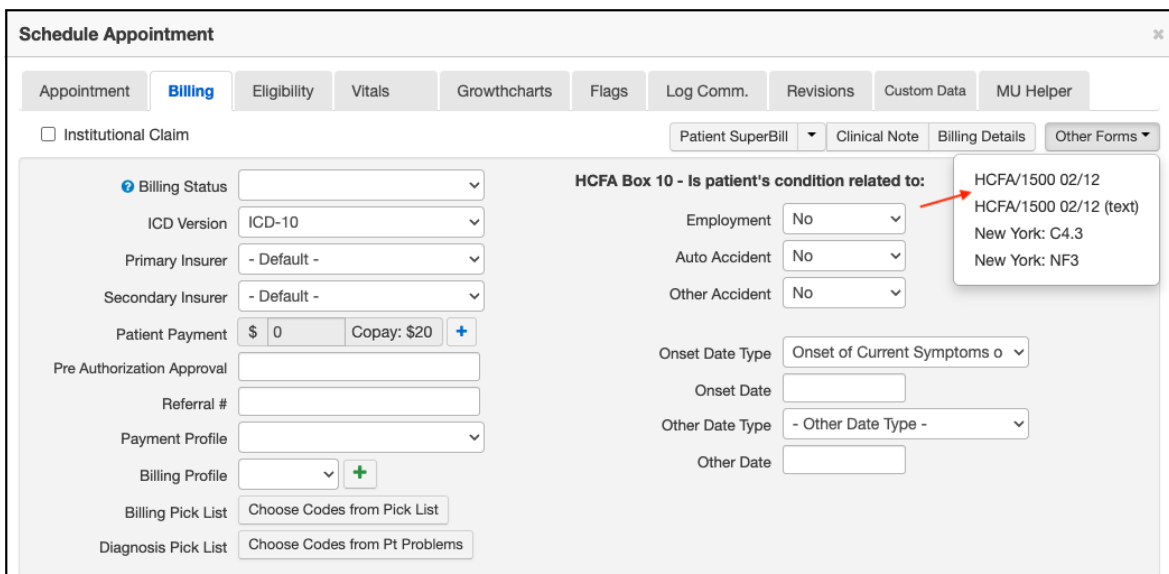 Schedule Appointment
×
Appointment Billing Eligibility Vitals Growthcharts Flags Log Comm. Revisions Custom Data MU Helper
Institutional Claim
Patient SuperBill Clinical Note Billing Details Other Forms
HCFA/1500 02/12
HCFA/1500 02/12 (text)
New York: C4.3
New York: NF3
? Billing Status
ICD Version ICD-10
Primary Insurer - Default -
Secondary Insurer - Default -
Patient Payment $ 0 Copay: $20 +
Pre Authorization Approval
Referral #
Payment Profile
Billing Profile +
Billing Pick List Choose Codes from Pick List
Diagnosis Pick List Choose Codes from Pt Problems
HCFA Box 10 - Is patient's condition related to:
Employment No
Auto Accident No
Other Accident No
Onset Date Type Onset of Current Symptoms o
Onset Date
Other Date Type - Other Date Type -
Other Date